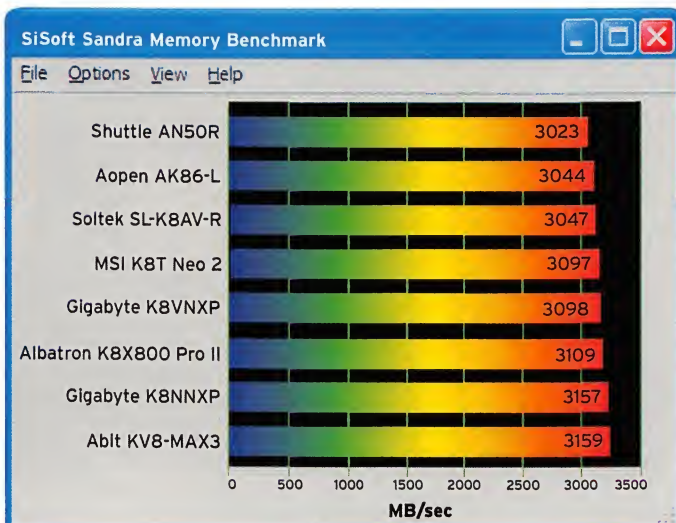 SiSoft Sandra Memory Benchmark
File Options View Help
Shuttle AN50R 3023
Aopen AK86-L 3044
Soltek SL-K8AV-R 3047
MSI K8T Neo 2 3097
Gigabyte K8VNXP 3098
Albatron K8X800 Pro II 3109
Gigabyte K8NNXP 3157
Abit KV8-MAX3 3159
0 500 1000 1500 2000 2500 3000 3500
MB/sec